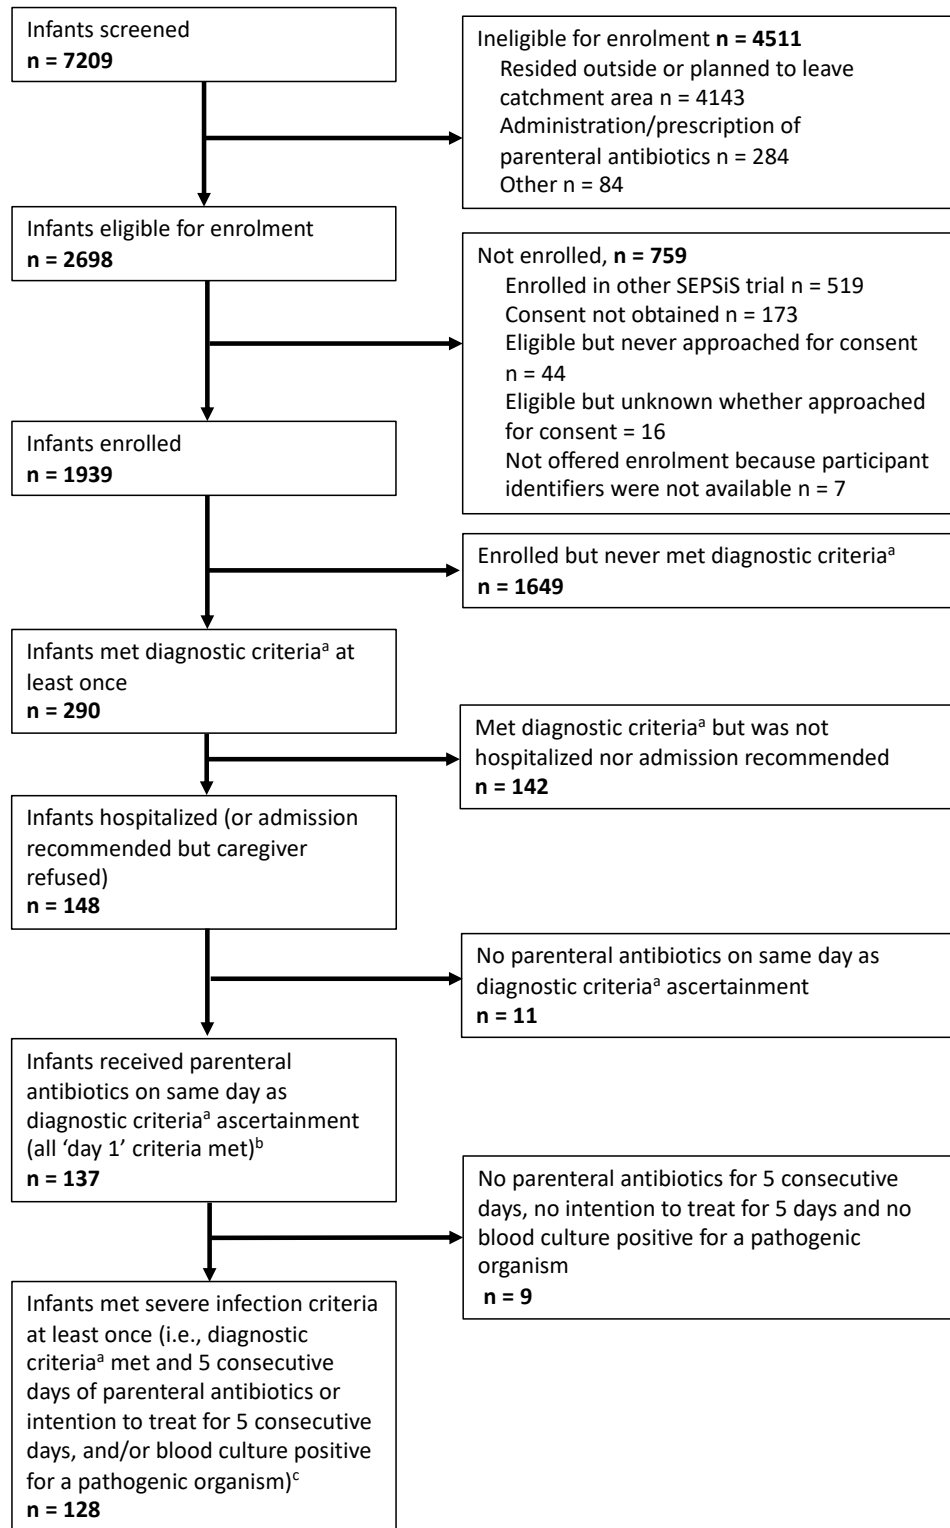 Infants screened
n = 7209
Ineligible for enrolment n = 4511
Resided outside or planned to leave
catchment area n = 4143
Administration/prescription of
parenteral antibiotics n = 284
Other n = 84
Infants eligible for enrolment
n = 2698
Not enrolled, n = 759
Enrolled in other SEPSiS trial n = 519
Consent not obtained n = 173
Eligible but never approached for consent
n = 44
Eligible but unknown whether approached
for consent = 16
Not offered enrolment because participant
identifiers were not available n = 7
Infants enrolled
n = 1939
Enrolled but never met diagnostic criteriaᵃ
n = 1649
Infants met diagnostic criteriaᵃ at
least once
n = 290
Met diagnostic criteriaᵃ but was not
hospitalized nor admission recommended
n = 142
Infants hospitalized (or admission
recommended but caregiver
refused)
n = 148
No parenteral antibiotics on same day as
diagnostic criteriaᵃ ascertainment
n = 11
Infants received parenteral
antibiotics on same day as
diagnostic criteriaᵃ ascertainment
(all ‘day 1’ criteria met)ᵇ
n = 137
No parenteral antibiotics for 5 consecutive
days, no intention to treat for 5 days and no
blood culture positive for a pathogenic
organism
n = 9
Infants met severe infection criteria
at least once (i.e., diagnostic
criteriaᵃ met and 5 consecutive
days of parenteral antibiotics or
intention to treat for 5 consecutive
days, and/or blood culture positive
for a pathogenic organism)ᶜ
n = 128